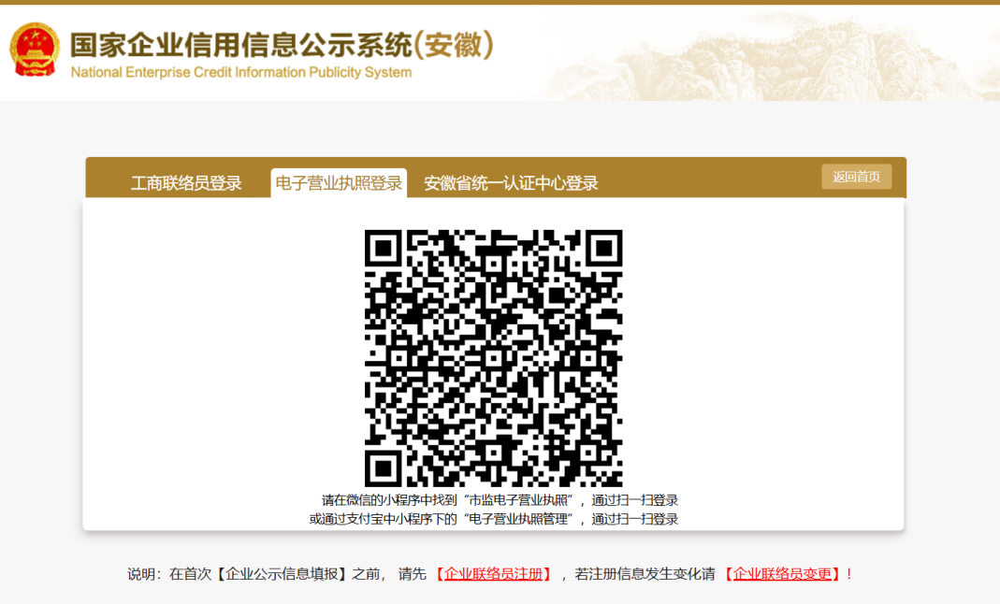 国家企业信用信息公示系统(安徽)
National Enterprise Credit Information Publicity System
工商联络员登录 电子营业执照登录 安徽省统一认证中心登录 返回首页
请在微信的小程序中找到“市监电子营业执照”，通过扫一扫登录
或通过支付宝中小程序下的“电子营业执照管理”，通过扫一扫登录
说明：在首次【企业公示信息填报】之前， 请先 【企业联络员注册】 ，若注册信息发生变化请 【企业联络员变更】！